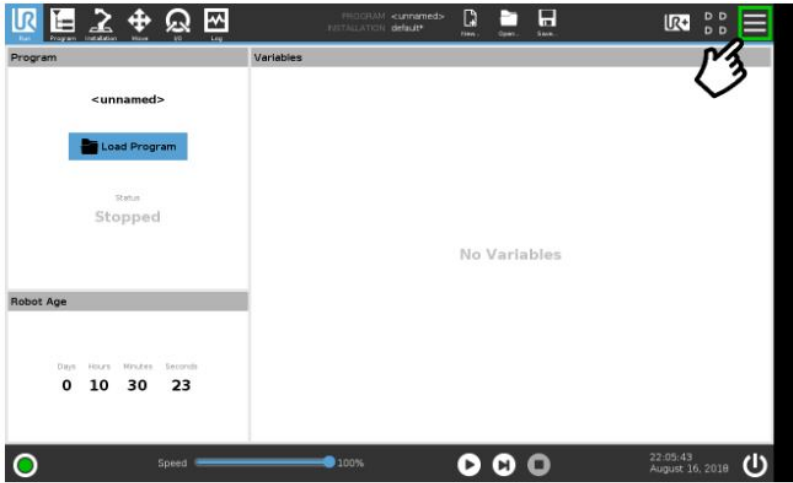 UR PROGRAM <unnamed> UR+ D D
INSTALLATION default* D D
Run Program Installation Move I/O Log New... Open... Save...
Program Variables
<unnamed>
Load Program
Status
Stopped
No Variables
Robot Age
Days Hours Minutes Seconds
0 10 30 23
Speed 100% 22:05:43
August 16, 2018